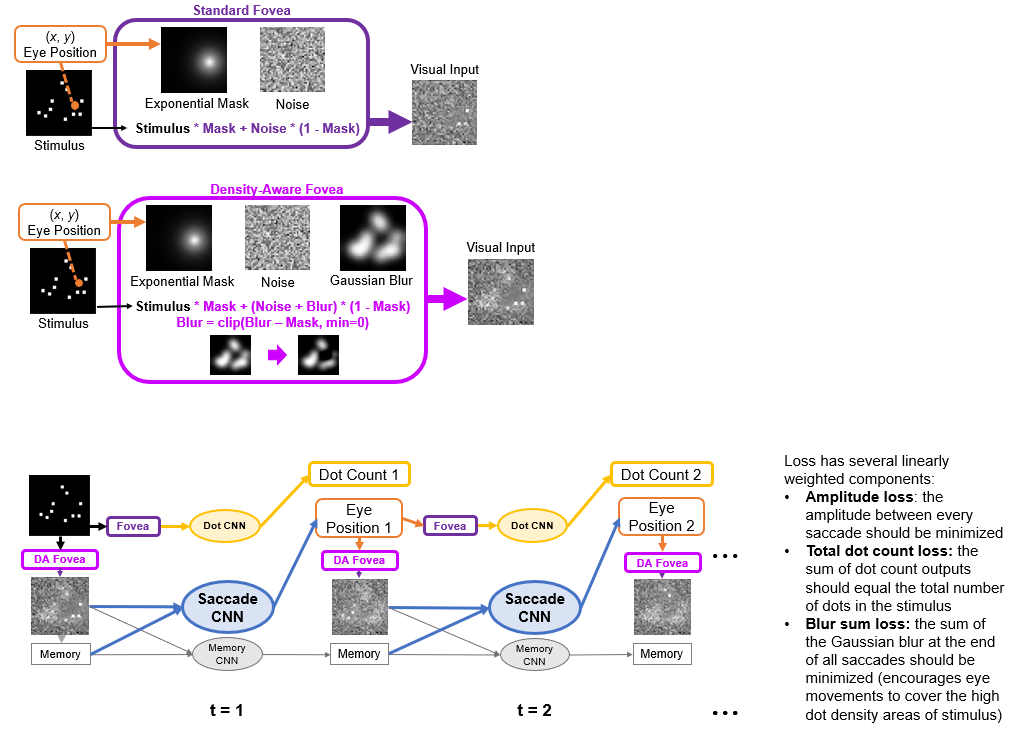 Standard Fovea
(x, y)
Eye Position
Stimulus
Exponential Mask
Noise
Stimulus * Mask + Noise * (1 - Mask)
Visual Input
Density-Aware Fovea
(x, y)
Eye Position
Stimulus
Exponential Mask
Noise
Gaussian Blur
Stimulus * Mask + (Noise + Blur) * (1 - Mask)
Blur = clip(Blur – Mask, min=0)
Visual Input
Fovea
DA Fovea
Memory
Dot CNN
Saccade
CNN
Memory
CNN
t = 1
Dot Count 1
Eye
Position 1
Fovea
DA Fovea
Memory
Dot CNN
Saccade
CNN
Memory
CNN
t = 2
Dot Count 2
Eye
Position 2
DA Fovea
Memory
...
...
Loss has several linearly
weighted components:
• Amplitude loss: the
amplitude between every
saccade should be minimized
• Total dot count loss: the
sum of dot count outputs
should equal the total number
of dots in the stimulus
• Blur sum loss: the sum of
the Gaussian blur at the end
of all saccades should be
minimized (encourages eye
movements to cover the high
dot density areas of stimulus)